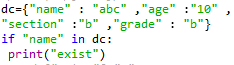 dc={"name" : "abc" ,"age" :"10" ,
"section" :"b" ,"grade" : "b"}
if "name" in dc:
 print("exist")